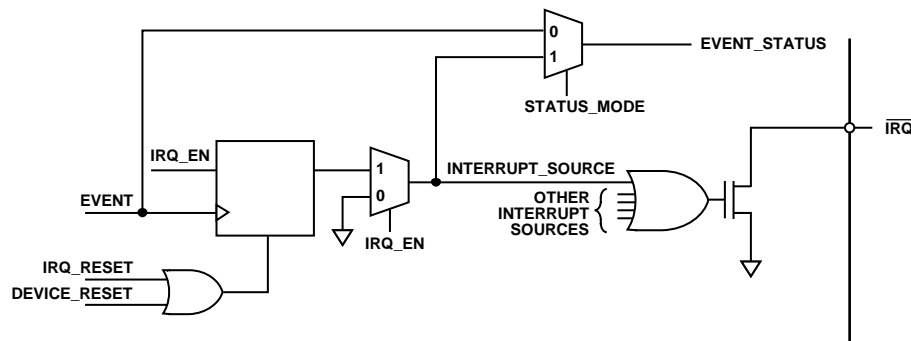 0
EVENT_STATUS
1
STATUS_MODE
IRQ
IRQ_EN
1
INTERRUPT_SOURCE
EVENT
0
OTHER
INTERRUPT
SOURCES
IRQ_EN
IRQ_RESET
DEVICE_RESET